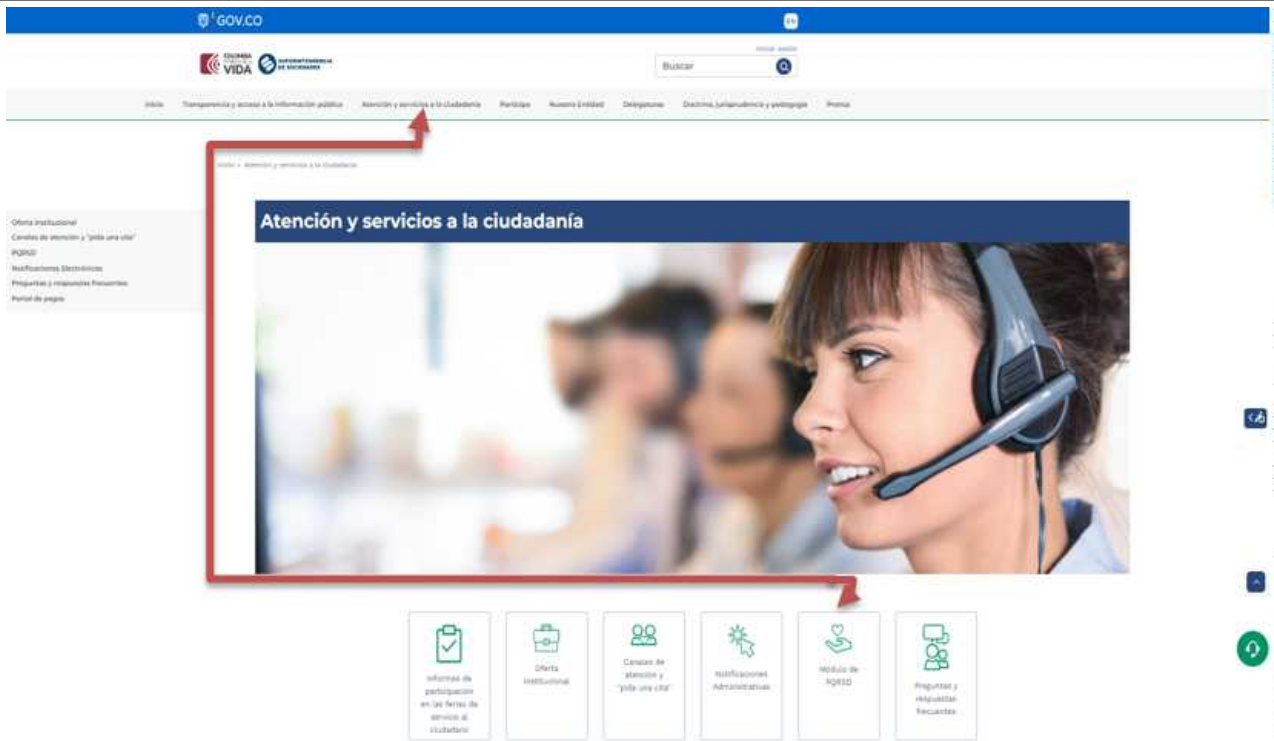 GOV.CO
EN
Iniciar sesión
COLOMBIA
VIDA
SUPERINTENDENCIA
DE SOCIEDADES
Buscar
Inicio Transparencia y acceso a la información pública Atención y servicios a la ciudadanía Participa Nuestra Entidad Delegaturas Doctrina, jurisprudencia y pedagogía Prensa
Inicio » Atención y servicios a la ciudadanía
Atención y servicios a la ciudadanía
Oferta institucional
Canales de atención y "pida una cita"
PQRSD
Notificaciones Electrónicas
Preguntas y respuestas frecuentes
Portal de pagos
Informes de
participación
en las ferias de
servicio al
ciudadano
Oferta
institucional
Canales de
atención y
"pida una cita"
Notificaciones
Administrativas
Módulo de
PQRSD
Preguntas y
respuestas
frecuentes